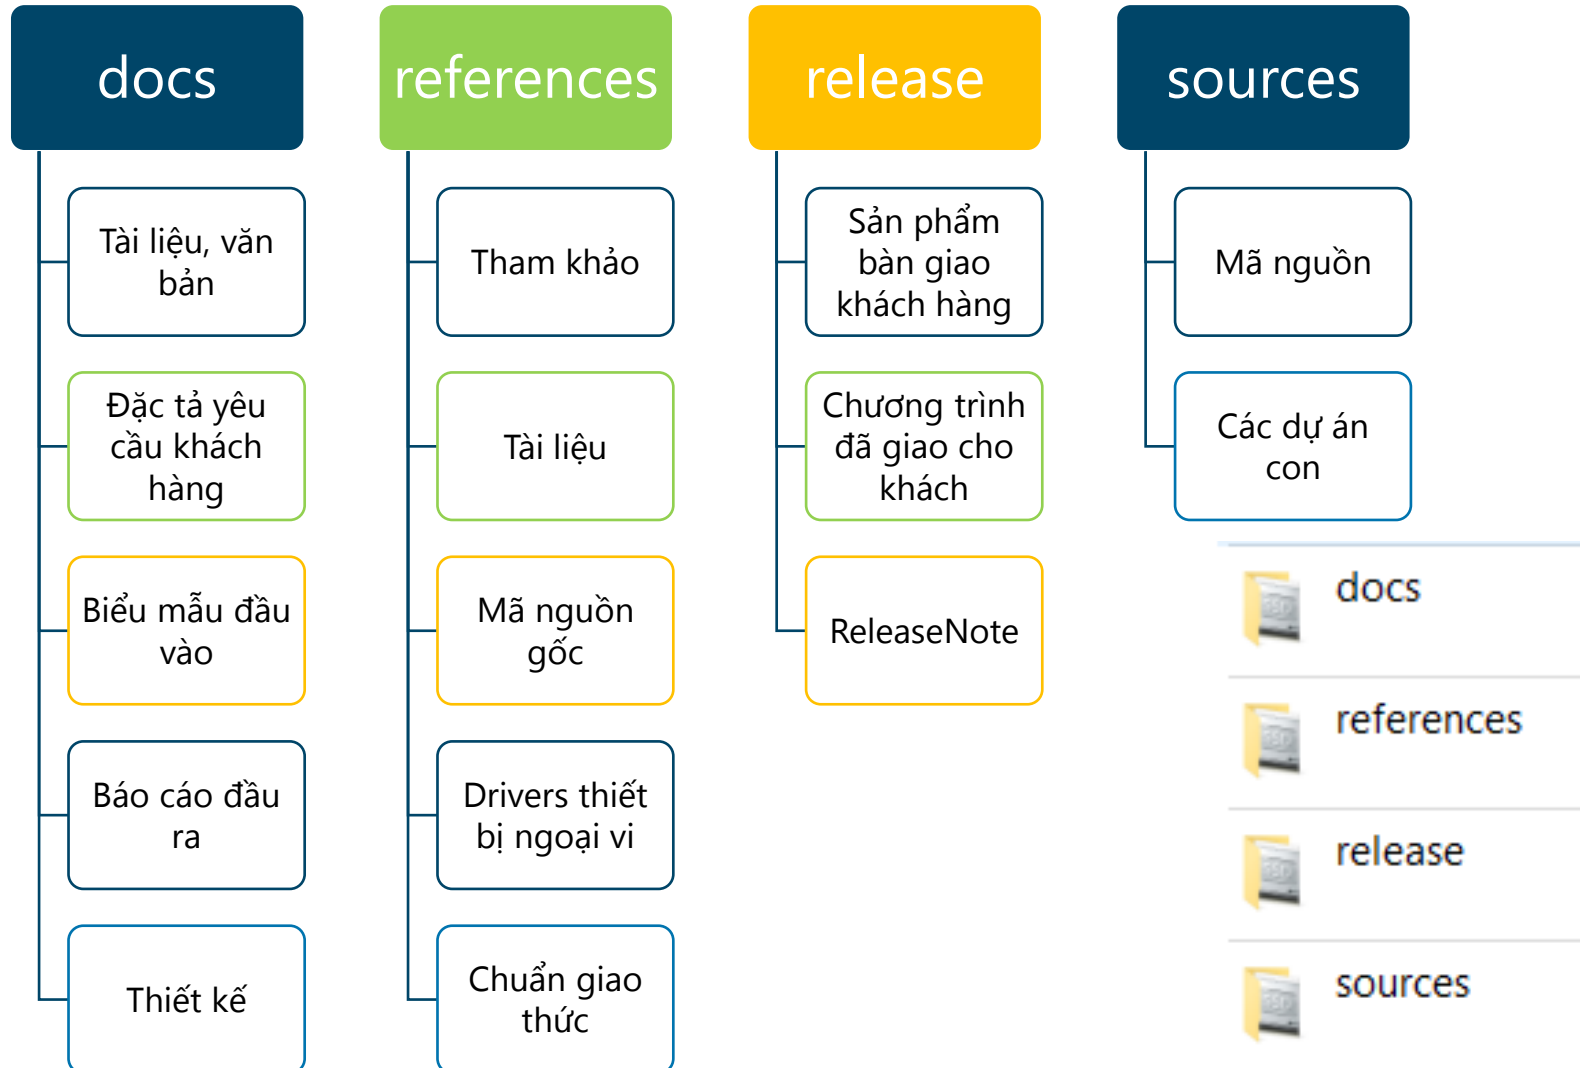 docs
Tài liệu, văn
bản
Đặc tả yêu
cầu khách
hàng
Biểu mẫu đầu
vào
Báo cáo đầu
ra
Thiết kế
references
Tham khảo
Tài liệu
Mã nguồn
gốc
Drivers thiết
bị ngoại vi
Chuẩn giao
thức
release
Sản phẩm
bàn giao
khách hàng
Chương trình
đã giao cho
khách
ReleaseNote
sources
Mã nguồn
Các dự án
con
docs
references
release
sources